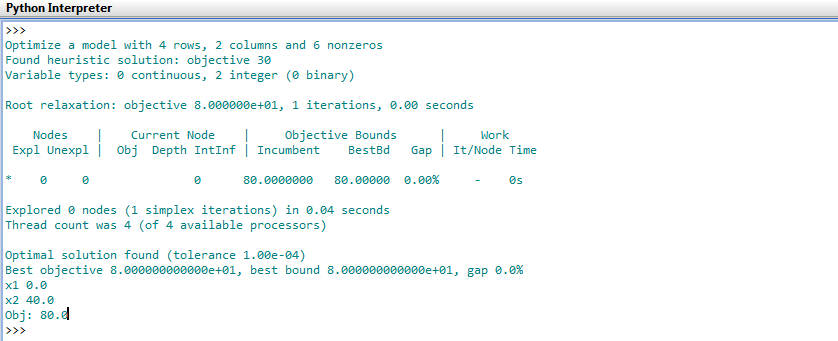 Python Interpreter
>>>
Optimize a model with 4 rows, 2 columns and 6 nonzeros
Found heuristic solution: objective 30
Variable types: 0 continuous, 2 integer (0 binary)
Root relaxation: objective 8.000000e+01, 1 iterations, 0.00 seconds
Nodes | Current Node | Objective Bounds | Work
Expl Unexpl | Obj Depth IntInf | Incumbent BestBd Gap | It/Node Time
* 0 0 0 80.0000000 80.00000 0.00% - 0s
Explored 0 nodes (1 simplex iterations) in 0.04 seconds
Thread count was 4 (of 4 available processors)
Optimal solution found (tolerance 1.00e-04)
Best objective 8.000000000000e+01, best bound 8.000000000000e+01, gap 0.0%
x1 0.0
x2 40.0
Obj: 80.0
>>>